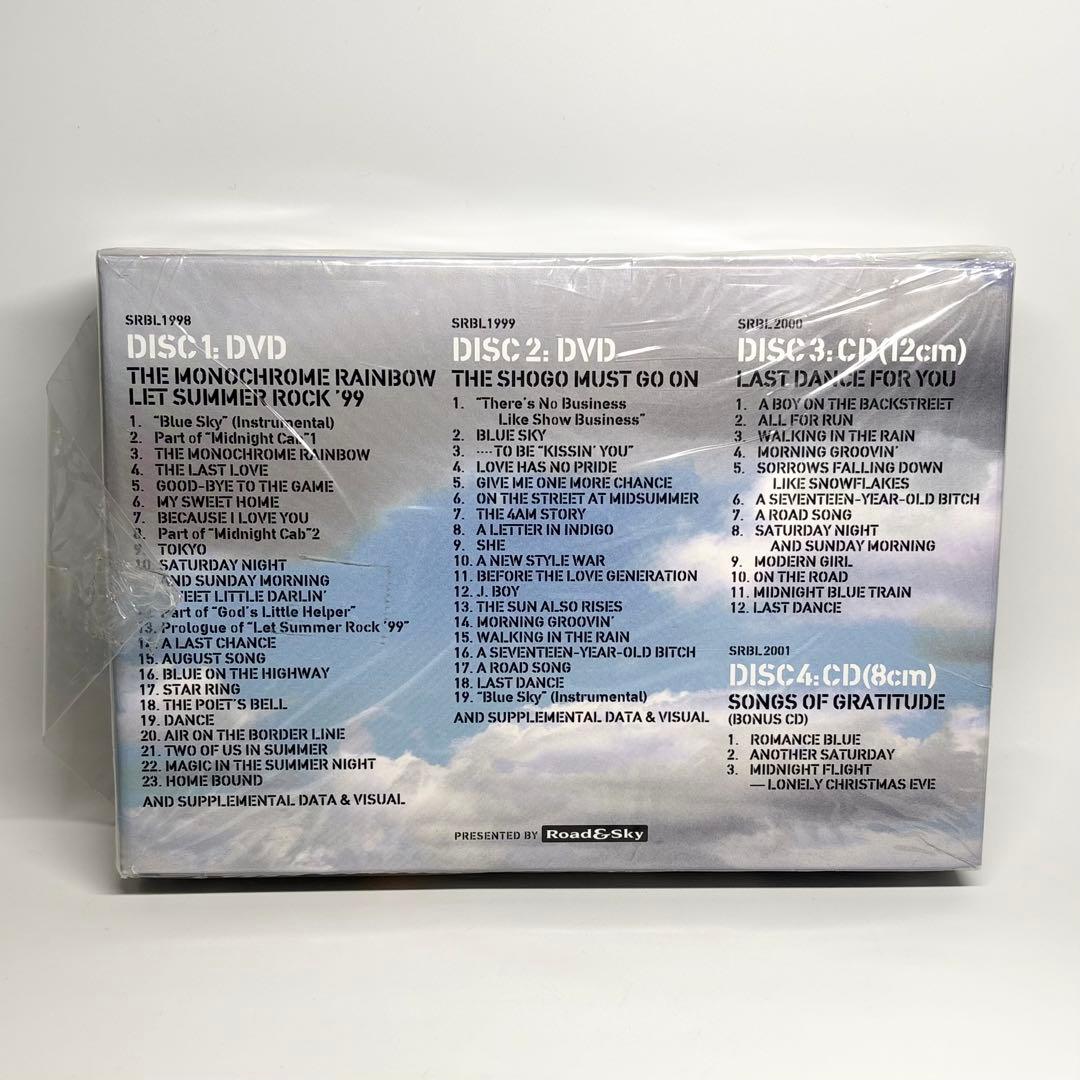 SRBL1998
DISC 1: DVD
THE MONOCHROME RAINBOW
LET SUMMER ROCK '99
1. "Blue Sky" (Instrumental)
2. Part of "Midnight Cab"1
3. THE MONOCHROME RAINBOW
4. THE LAST LOVE
5. GOOD-BYE TO THE GAME
6. MY SWEET HOME
7. BECAUSE I LOVE YOU
8. Part of "Midnight Cab"2
9. TOKYO
10. SATURDAY NIGHT
AND SUNDAY MORNING
SWEET LITTLE DARLIN'
12. Part of "God's Little Helper"
13. Prologue of "Let Summer Rock '99"
14. A LAST CHANCE
15. AUGUST SONG
16. BLUE ON THE HIGHWAY
17. STAR RING
18. THE POET'S BELL
19. DANCE
20. AIR ON THE BORDER LINE
21. TWO OF US IN SUMMER
22. MAGIC IN THE SUMMER NIGHT
23. HOME BOUND
AND SUPPLEMENTAL DATA & VISUAL
SRBL1999
DISC 2: DVD
THE SHOGO MUST GO ON
1. "There's No Business
Like Show Business"
2. BLUE SKY
3. ····TO BE "KISSIN' YOU"
4. LOVE HAS NO PRIDE
5. GIVE ME ONE MORE CHANCE
6. ON THE STREET AT MIDSUMMER
7. THE 4AM STORY
8. A LETTER IN INDIGO
9. SHE
10. A NEW STYLE WAR
11. BEFORE THE LOVE GENERATION
12. J. BOY
13. THE SUN ALSO RISES
14. MORNING GROOVIN'
15. WALKING IN THE RAIN
16. A SEVENTEEN-YEAR-OLD BITCH
17. A ROAD SONG
18. LAST DANCE
19. "Blue Sky" (Instrumental)
AND SUPPLEMENTAL DATA & VISUAL
SRBL2000
DISC 3: CD(12cm)
LAST DANCE FOR YOU
1. A BOY ON THE BACKSTREET
2. ALL FOR RUN
3. WALKING IN THE RAIN
4. MORNING GROOVIN'
5. SORROWS FALLING DOWN
LIKE SNOWFLAKES
6. A SEVENTEEN-YEAR-OLD BITCH
7. A ROAD SONG
8. SATURDAY NIGHT
AND SUNDAY MORNING
9. MODERN GIRL
10. ON THE ROAD
11. MIDNIGHT BLUE TRAIN
12. LAST DANCE
SRBL2001
DISC 4: CD(8cm)
SONGS OF GRATITUDE
(BONUS CD)
1. ROMANCE BLUE
2. ANOTHER SATURDAY
3. MIDNIGHT FLIGHT
— LONELY CHRISTMAS EVE
PRESENTED BY Road&Sky